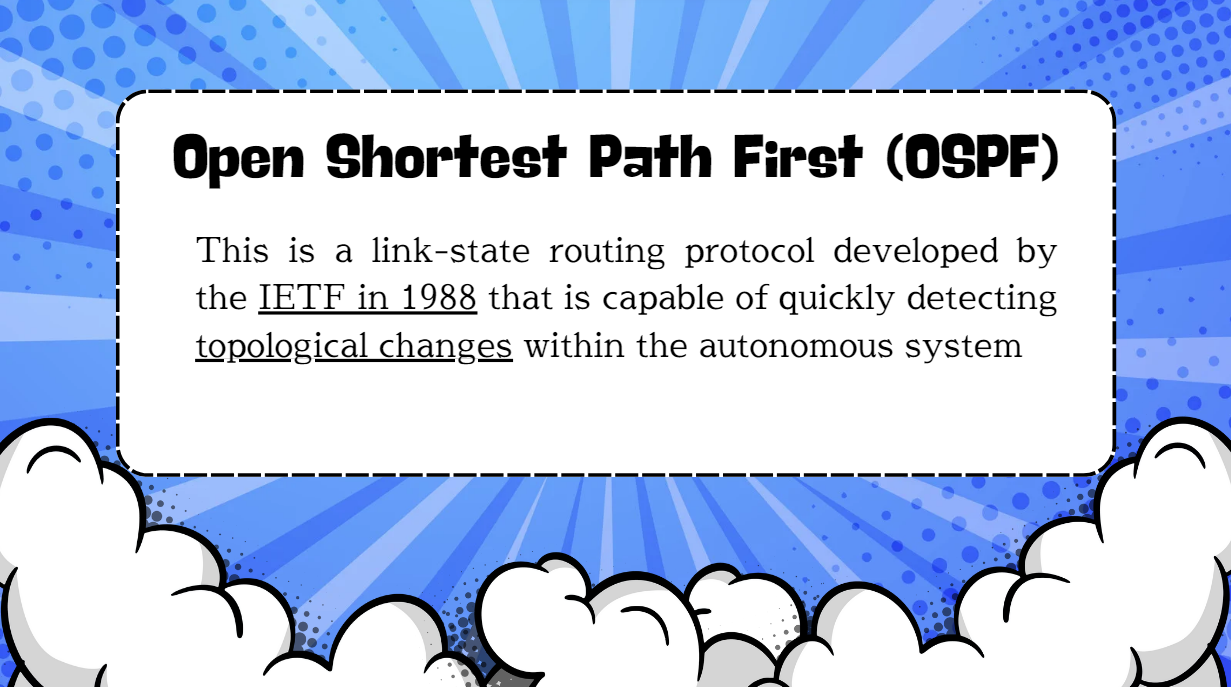 Open Shortest Path First (OSPF)
This is a link-state routing protocol developed by
the IETF in 1988 that is capable of quickly detecting
topological changes within the autonomous system